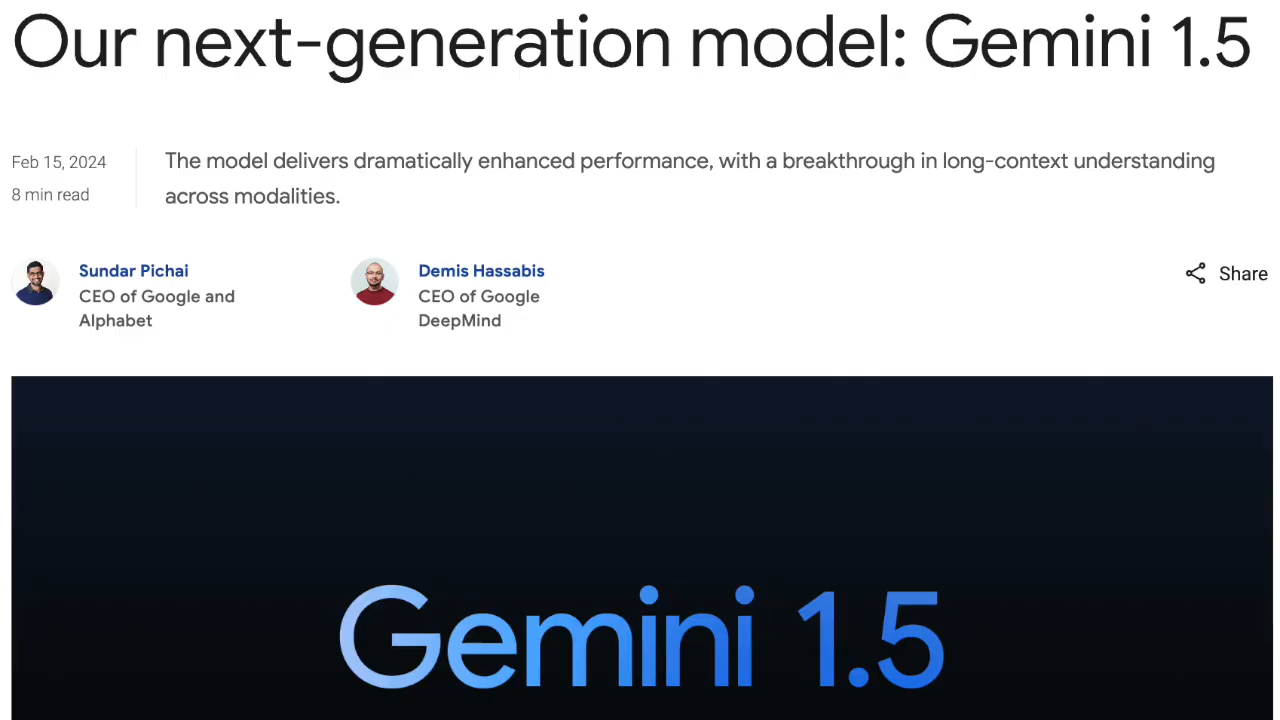 Our next-generation model: Gemini 1.5
Feb 15, 2024
8 min read
The model delivers dramatically enhanced performance, with a breakthrough in long-context understanding
across modalities.
Sundar Pichai
CEO of Google and
Alphabet
Demis Hassabis
CEO of Google
DeepMind
Share
Gemini 1.5